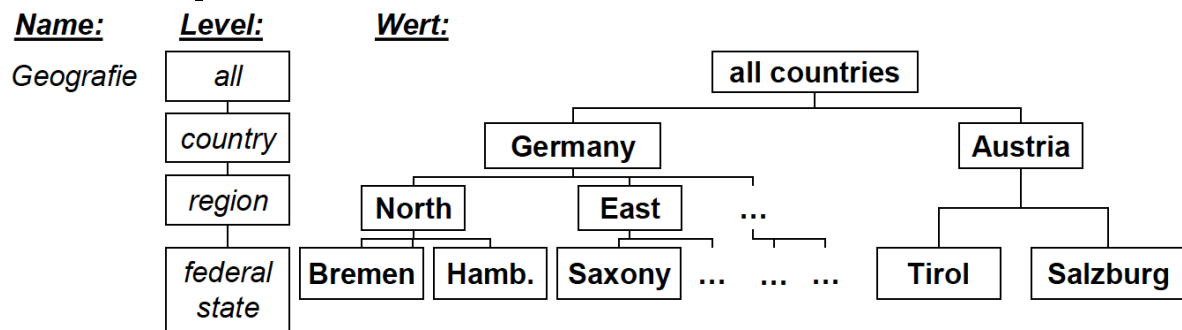 Name: Level: Wert:
Geografie all all countries
country Germany Austria
region North East ...
federal state Bremen Hamb. Saxony ... ... ... Tirol Salzburg